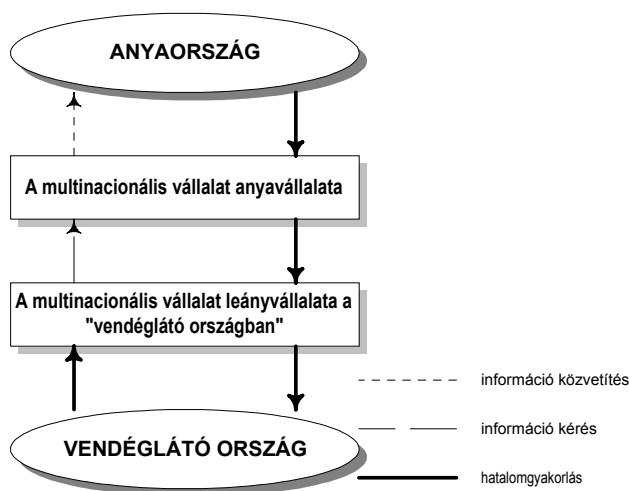 ANYAORSZÁG
A multinacionális vállalat anyavállalata
A multinacionális vállalat leányvállalata a
"vendéglátó országban"
VENDÉGLÁTÓ ORSZÁG
információ közvetítés
információ kérés
hatalomgyakorlás